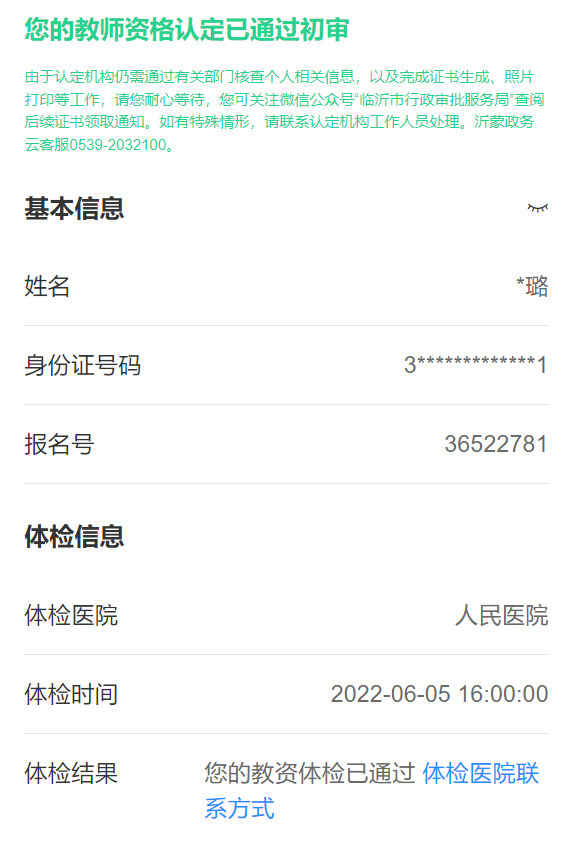 您的教师资格认定已通过初审
由于认定机构仍需通过有关部门核查个人相关信息，以及完成证书生成、照片
打印等工作，请您耐心等待，您可关注微信公众号“临沂市行政审批服务局”查阅
后续证书领取通知。如有特殊情形，请联系认定机构工作人员处理。沂蒙政务
云客服0539-2032100。
基本信息
姓名 *璐
身份证号码 3*************1
报名号 36522781
体检信息
体检医院 人民医院
体检时间 2022-06-05 16:00:00
体检结果 您的教资体检已通过 体检医院联
系方式